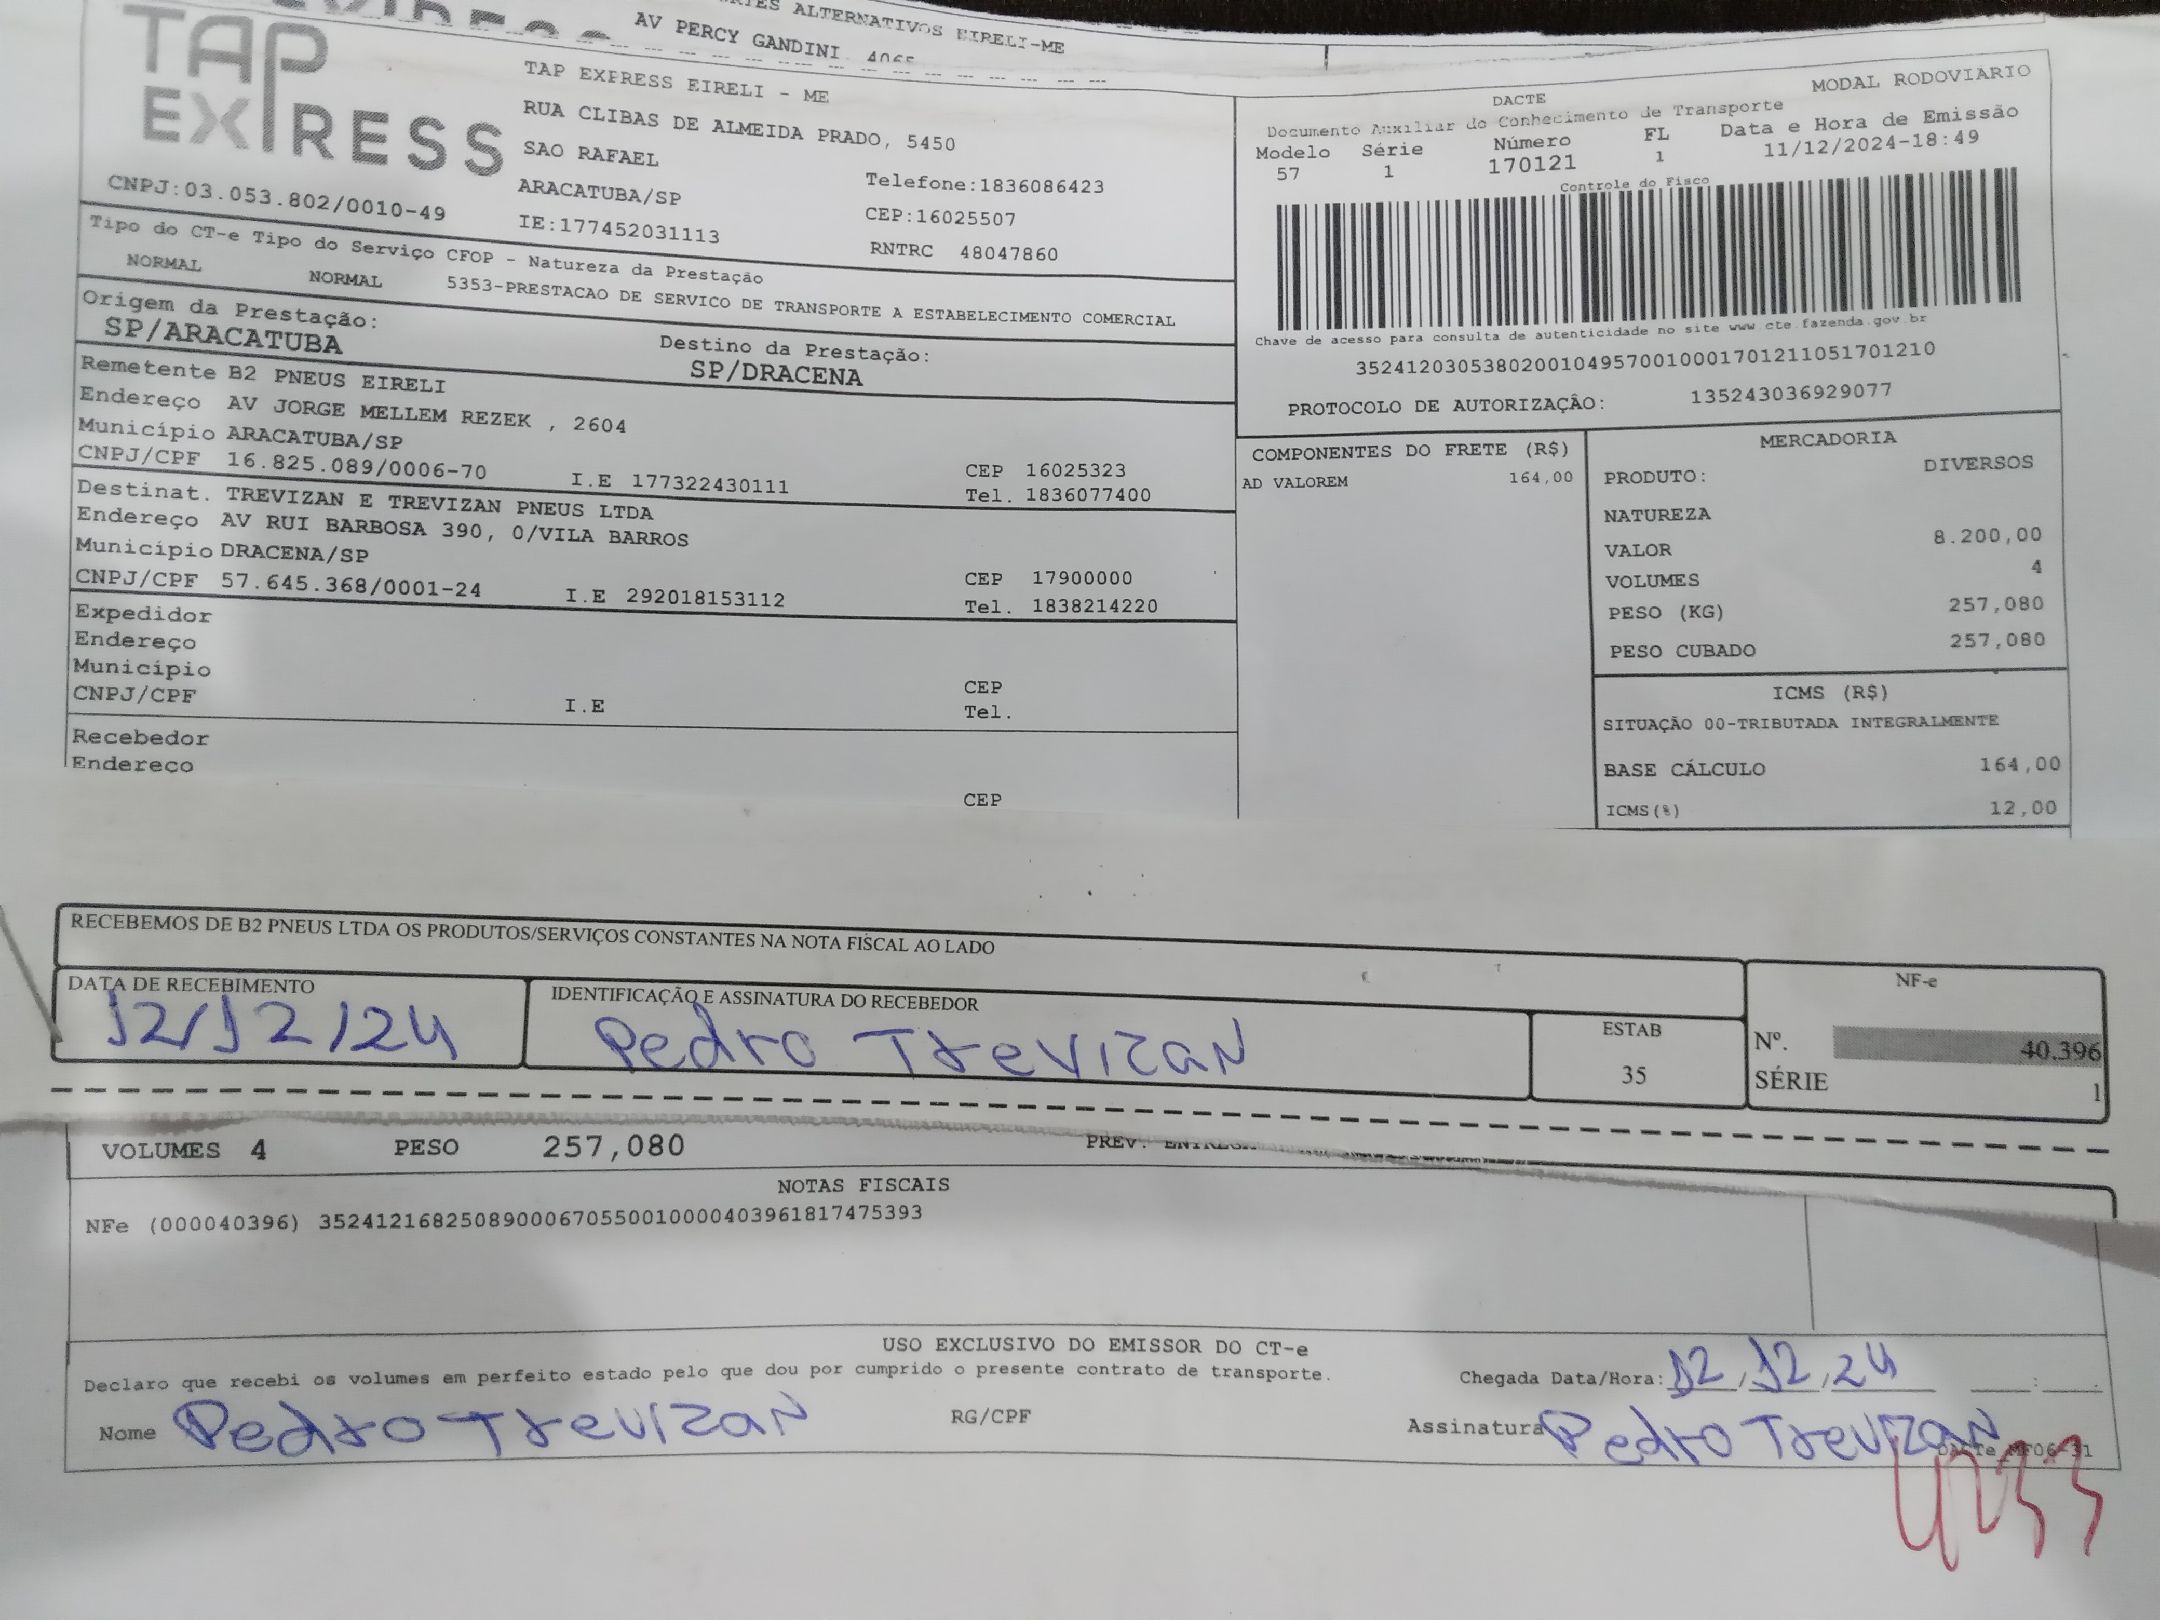 ALTERNATIVOS EIRELI-ME
AV PERCY GANDINI
TAP EXPRESS
CNPJ:03.053.802/0010-49
TAP EXPRESS EIRELI - ME
RUA CLIBAS DE ALMEIDA PRADO, 5450
SAO RAFAEL
ARACATUBA/SP
IE:177452031113
Telefone:1836086423
CEP:16025507
RNTRC 48047860
DACTE
MODAL RODOVIARIO
Documento Auxiliar do Conhecimento de Transporte
Modelo Série Número FL Data e Hora de Emissão
57 1 170121 1 11/12/2024-18:49
Controle do Fisco
Chave de acesso para consulta de autenticidade no site www.cte.fazenda.gov.br
35241203053802001049570010001701211051701210
PROTOCOLO DE AUTORIZAÇÃO: 135243036929077
Tipo do CT-e Tipo do Serviço CFOP - Natureza da Prestação
NORMAL NORMAL 5353-PRESTACAO DE SERVICO DE TRANSPORTE A ESTABELECIMENTO COMERCIAL
Origem da Prestação: Destino da Prestação:
SP/ARACATUBA SP/DRACENA
Remetente B2 PNEUS EIRELI
Endereço AV JORGE MELLEM REZEK , 2604
Município ARACATUBA/SP CEP 16025323
CNPJ/CPF 16.825.089/0006-70 I.E 177322430111 Tel. 1836077400
Destinat. TREVIZAN E TREVIZAN PNEUS LTDA
Endereço AV RUI BARBOSA 390, 0/VILA BARROS
Município DRACENA/SP CEP 17900000
CNPJ/CPF 57.645.368/0001-24 I.E 292018153112 Tel. 1838214220
Expedidor
Endereço
Município CEP
CNPJ/CPF I.E Tel.
Recebedor
Endereço
CEP
COMPONENTES DO FRETE (R$)
AD VALOREM 164,00
MERCADORIA
PRODUTO: DIVERSOS
NATUREZA
VALOR 8.200,00
VOLUMES 4
PESO (KG) 257,080
PESO CUBADO 257,080
ICMS (R$)
SITUAÇÃO 00-TRIBUTADA INTEGRALMENTE
BASE CÁLCULO 164,00
ICMS(%) 12,00
RECEBEMOS DE B2 PNEUS LTDA OS PRODUTOS/SERVIÇOS CONSTANTES NA NOTA FISCAL AO LADO
DATA DE RECEBIMENTO
12/12/24
IDENTIFICAÇÃO E ASSINATURA DO RECEBEDOR
Pedro Trevizan
ESTAB
35
NF-e
Nº. 40.396
SÉRIE 1
VOLUMES 4 PESO 257,080 PREV. ENTREGA
NOTAS FISCAIS
NFe (000040396) 35241216825089000670550010000403961817475393
USO EXCLUSIVO DO EMISSOR DO CT-e
Declaro que recebi os volumes em perfeito estado pelo que dou por cumprido o presente contrato de transporte.
Chegada Data/Hora: 12/12/24 :
Nome Pedro Trevizan RG/CPF Assinatura Pedro Trevizan